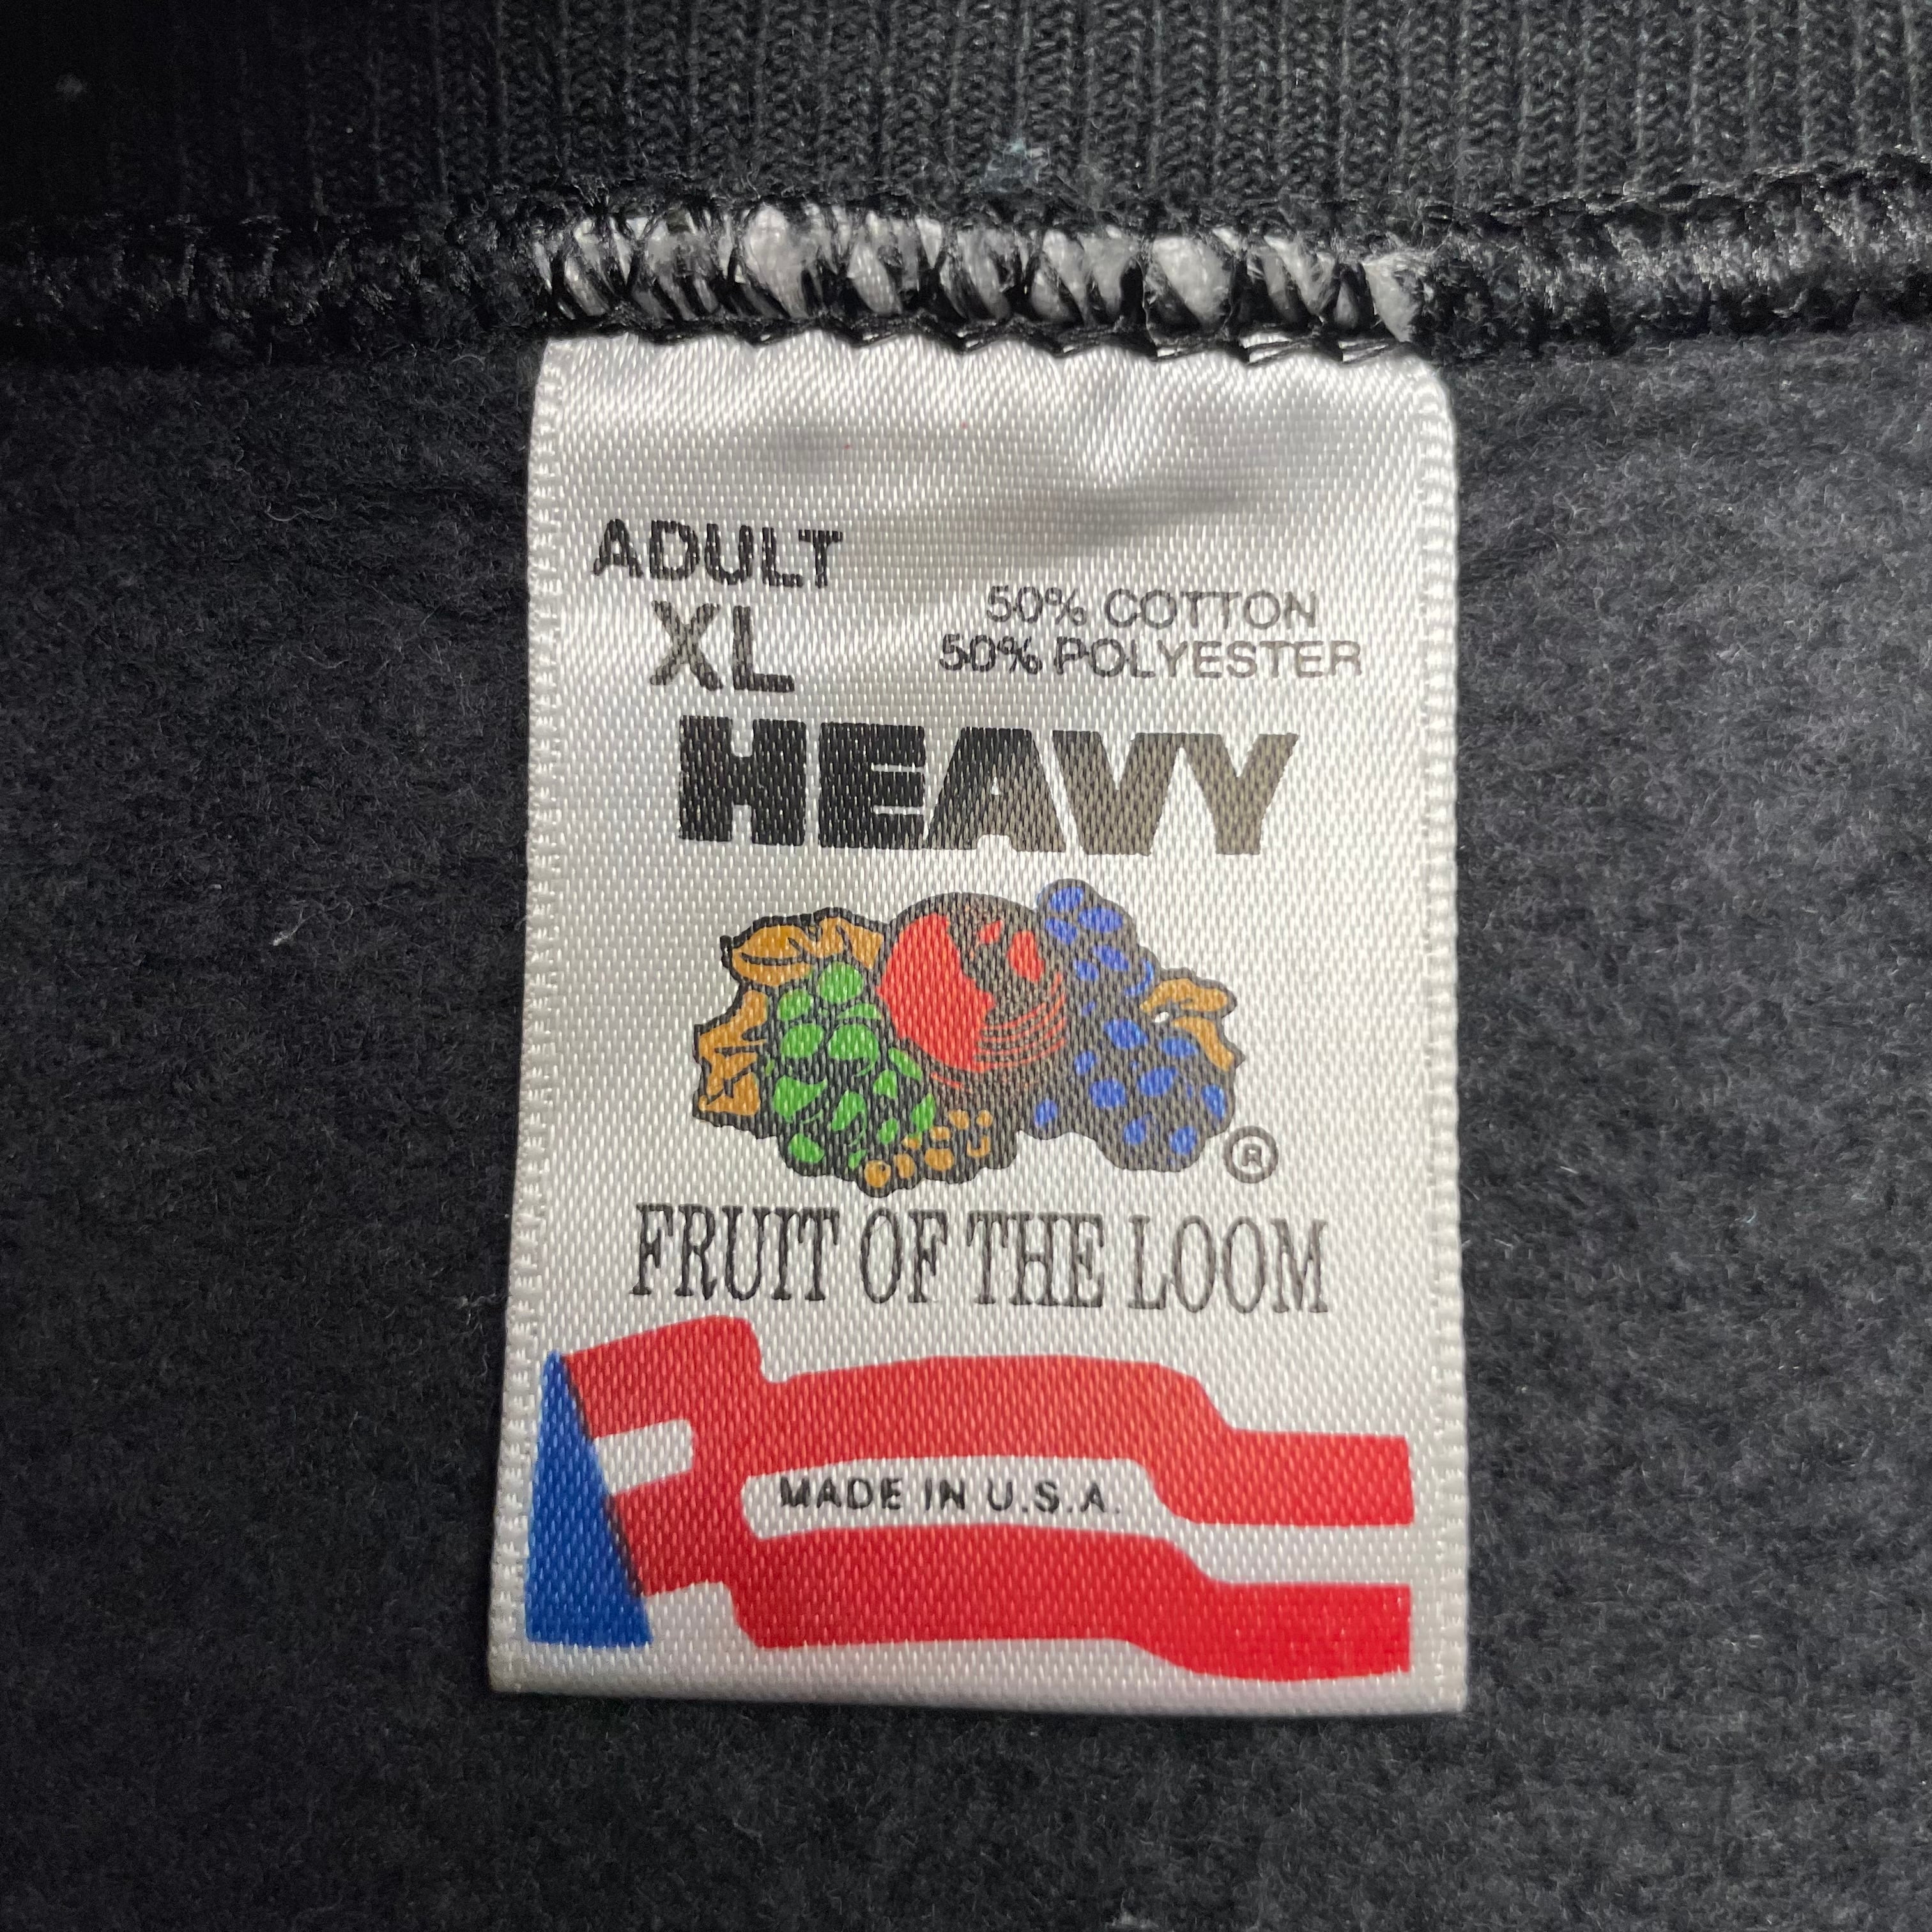 ADULT
XL
50% COTTON
50% POLYESTER
HEAVY
®
FRUIT OF THE LOOM
MADE IN U.S.A.